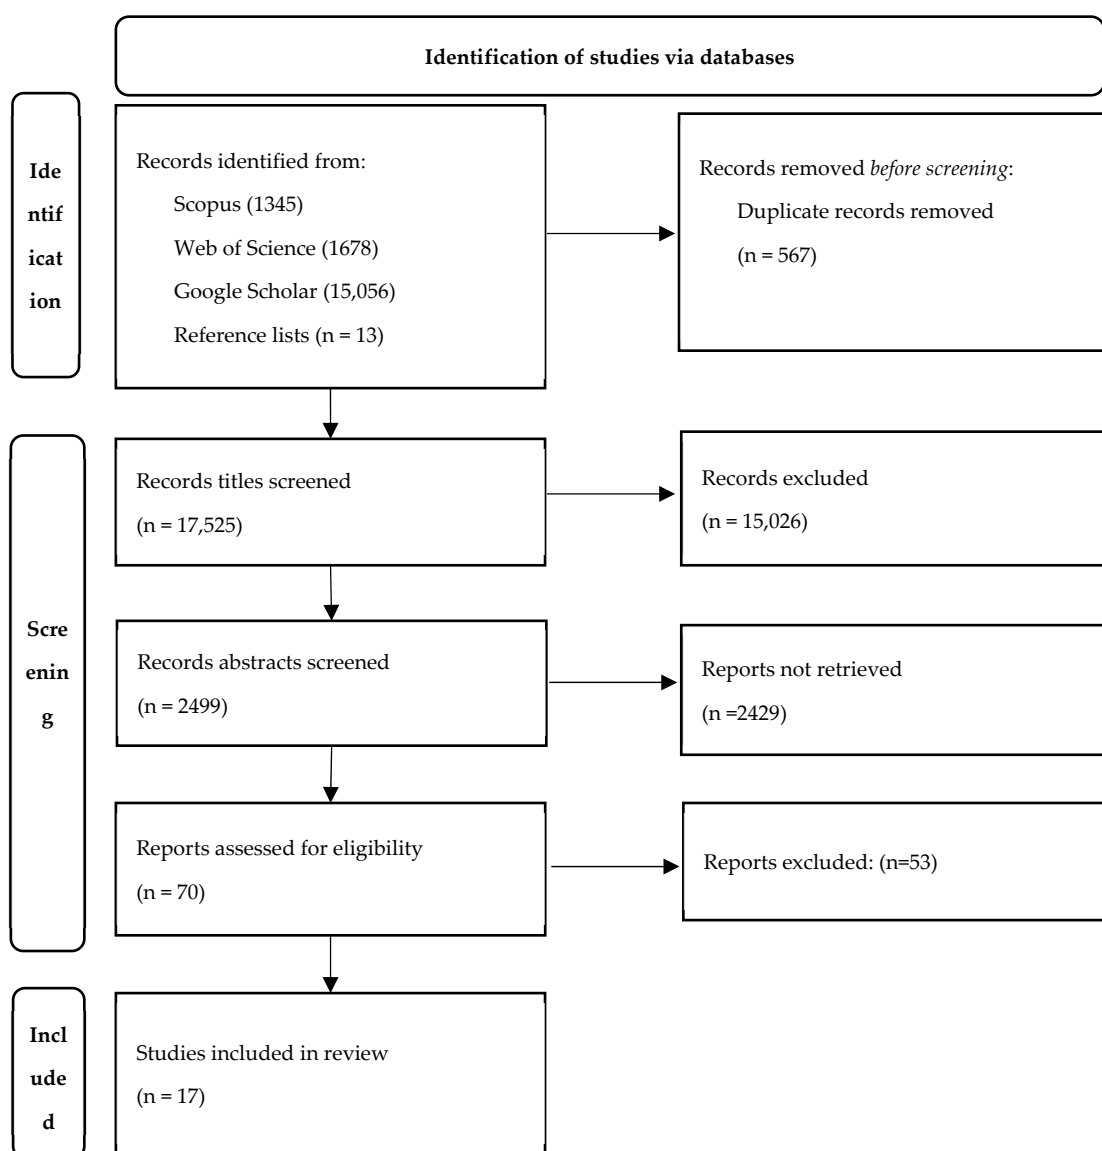 Identification of studies via databases
Ide
ntif
icat
ion
Records identified from:
Scopus (1345)
Web of Science (1678)
Google Scholar (15,056)
Reference lists (n = 13)
Records removed before screening:
Duplicate records removed
(n = 567)
Scre
enin
g
Records titles screened
(n = 17,525)
Records excluded
(n = 15,026)
Records abstracts screened
(n = 2499)
Reports not retrieved
(n =2429)
Reports assessed for eligibility
(n = 70)
Reports excluded: (n=53)
Incl
ude
d
Studies included in review
(n = 17)